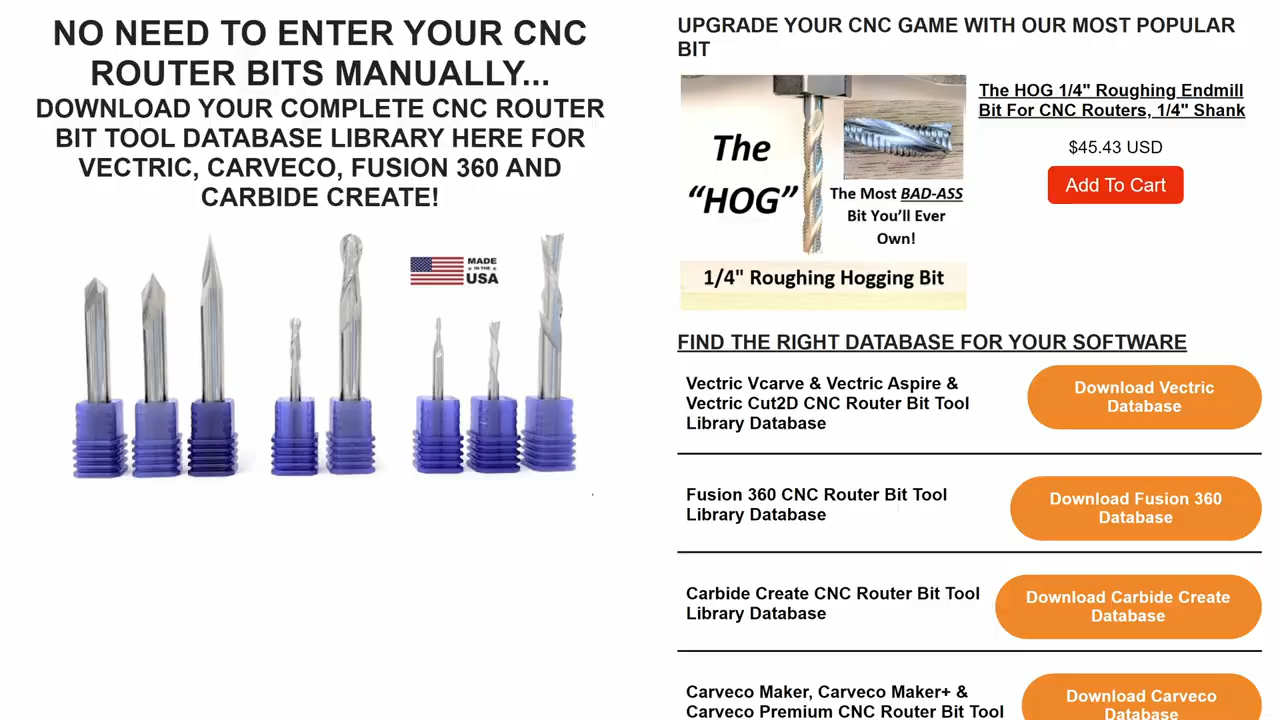 NO NEED TO ENTER YOUR CNC
ROUTER BITS MANUALLY...
DOWNLOAD YOUR COMPLETE CNC ROUTER
BIT TOOL DATABASE LIBRARY HERE FOR
VECTRIC, CARVECO, FUSION 360 AND
CARBIDE CREATE!
MADE
IN THE
USA
UPGRADE YOUR CNC GAME WITH OUR MOST POPULAR
BIT
The
“HOG”
The Most BAD-ASS
Bit You’ll Ever
Own!
1/4" Roughing Hogging Bit
The HOG 1/4" Roughing Endmill
Bit For CNC Routers, 1/4" Shank
$45.43 USD
Add To Cart
FIND THE RIGHT DATABASE FOR YOUR SOFTWARE
Vectric Vcarve & Vectric Aspire &
Vectric Cut2D CNC Router Bit Tool
Library Database
Download Vectric
Database
Fusion 360 CNC Router Bit Tool
Library Database
Download Fusion 360
Database
Carbide Create CNC Router Bit Tool
Library Database
Download Carbide Create
Database
Carveco Maker, Carveco Maker+ &
Carveco Premium CNC Router Bit Tool
Download Carveco
Database